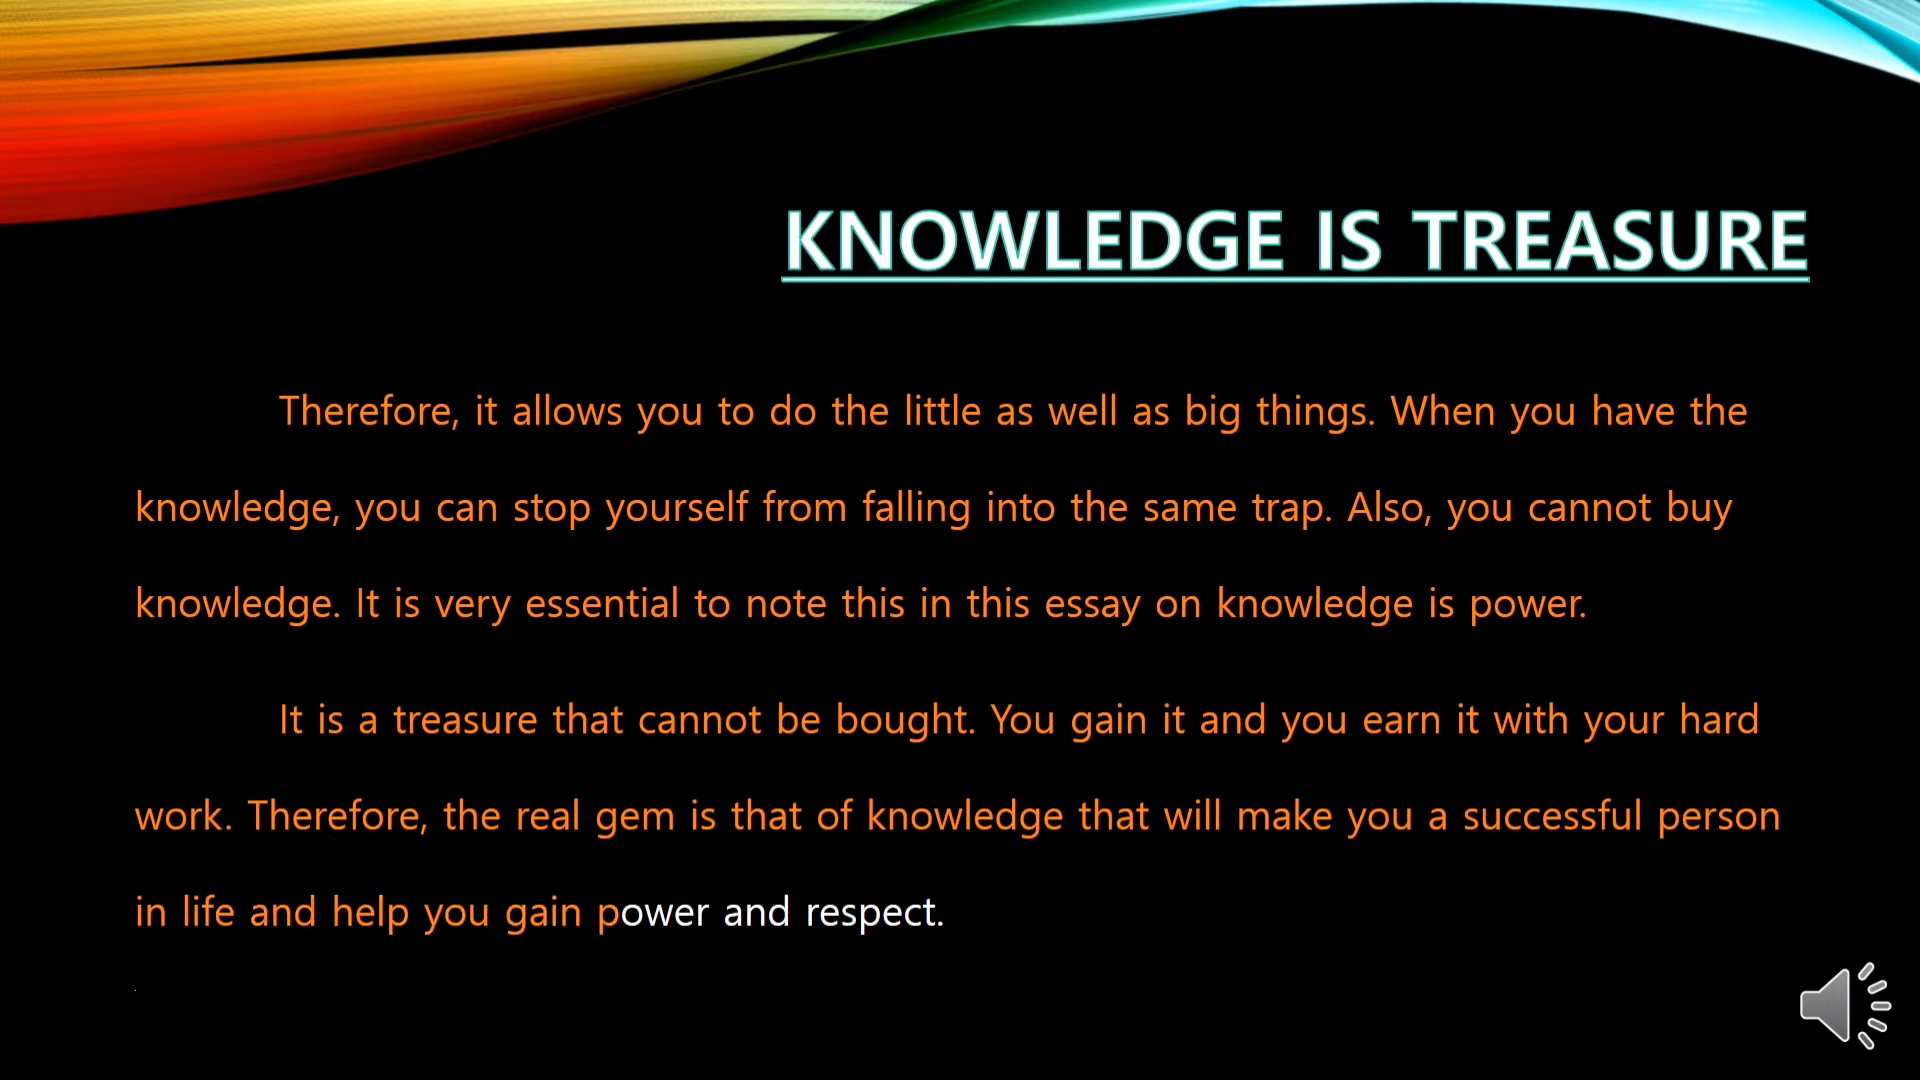 KNOWLEDGE IS TREASURE
Therefore, it allows you to do the little as well as big things. When you have the
knowledge, you can stop yourself from falling into the same trap. Also, you cannot buy
knowledge. It is very essential to note this in this essay on knowledge is power.
It is a treasure that cannot be bought. You gain it and you earn it with your hard
work. Therefore, the real gem is that of knowledge that will make you a successful person
in life and help you gain power and respect.
.